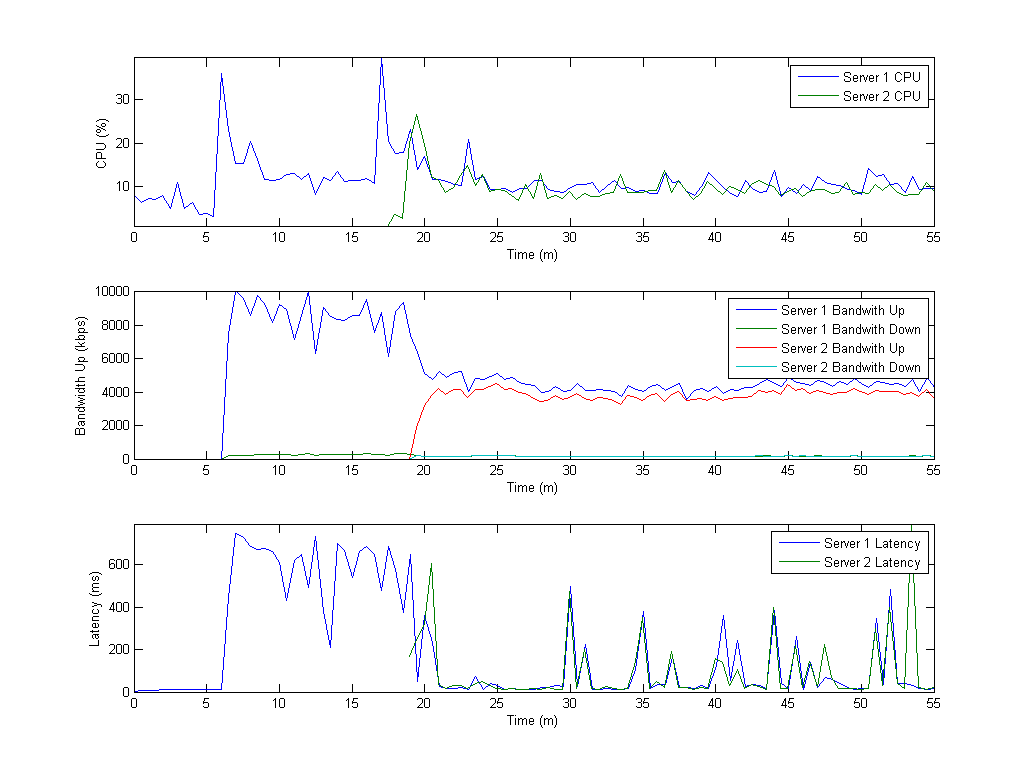 CPU (%)
30
20
10
Server 1 CPU
Server 2 CPU
0 5 10 15 20 25 30 35 40 45 50 55
Time (m)
Bandwidth Up (kbps)
10000
8000
6000
4000
2000
0
Server 1 Bandwith Up
Server 1 Bandwith Down
Server 2 Bandwith Up
Server 2 Bandwith Down
0 5 10 15 20 25 30 35 40 45 50 55
Time (m)
Latency (ms)
600
400
200
0
Server 1 Latency
Server 2 Latency
0 5 10 15 20 25 30 35 40 45 50 55
Time (m)